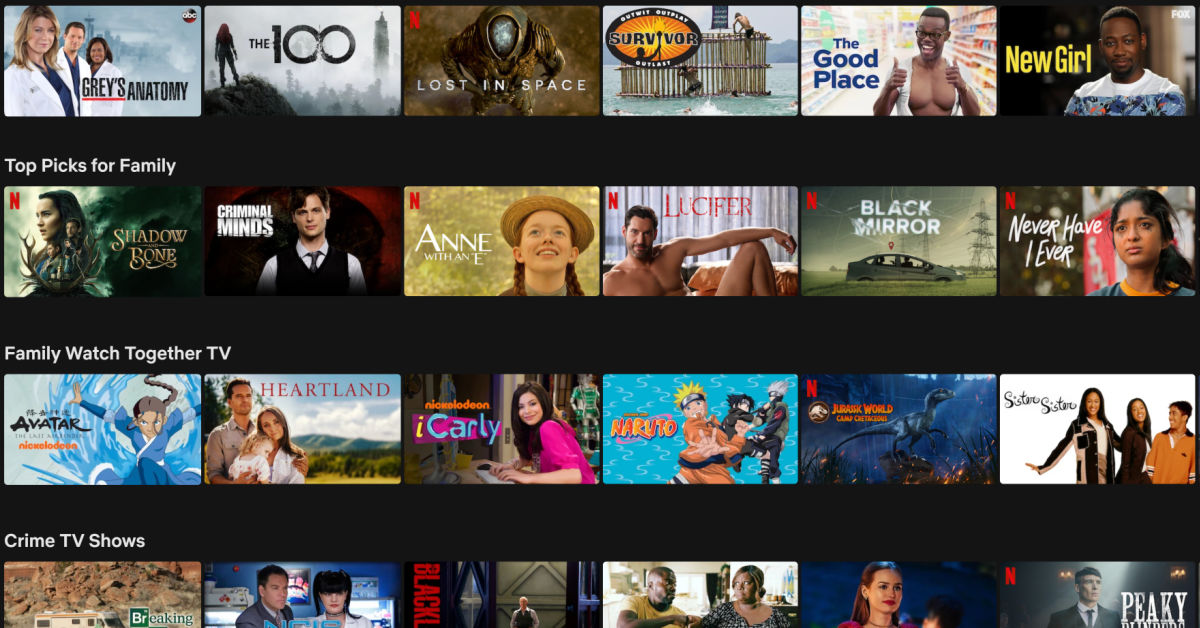 abc
GREY'S ANATOMY
THE 100
N
LOST IN SPACE
OUTWIT OUTPLAY
SURVIVOR
OUTLAST
The
Good
Place
FOX
New Girl
Top Picks for Family
N
SHADOW
AND
BONE
CRIMINAL
MINDS
N
ANNE
WITH AN "E"
N
LUCIFER
N
BLACK
MIRROR
N
Never Have
I Ever
Family Watch Together TV
AVATAR
THE LAST AIRBENDER
nickelodeon
HEARTLAND
nickelodeon
iCarly
NARUTO
N
JURASSIC WORLD
CAMP CRETACEOUS
Sister Sister
Crime TV Shows
Breaking
NCIS
BLACKL
N
PEAKY
BLINDERS